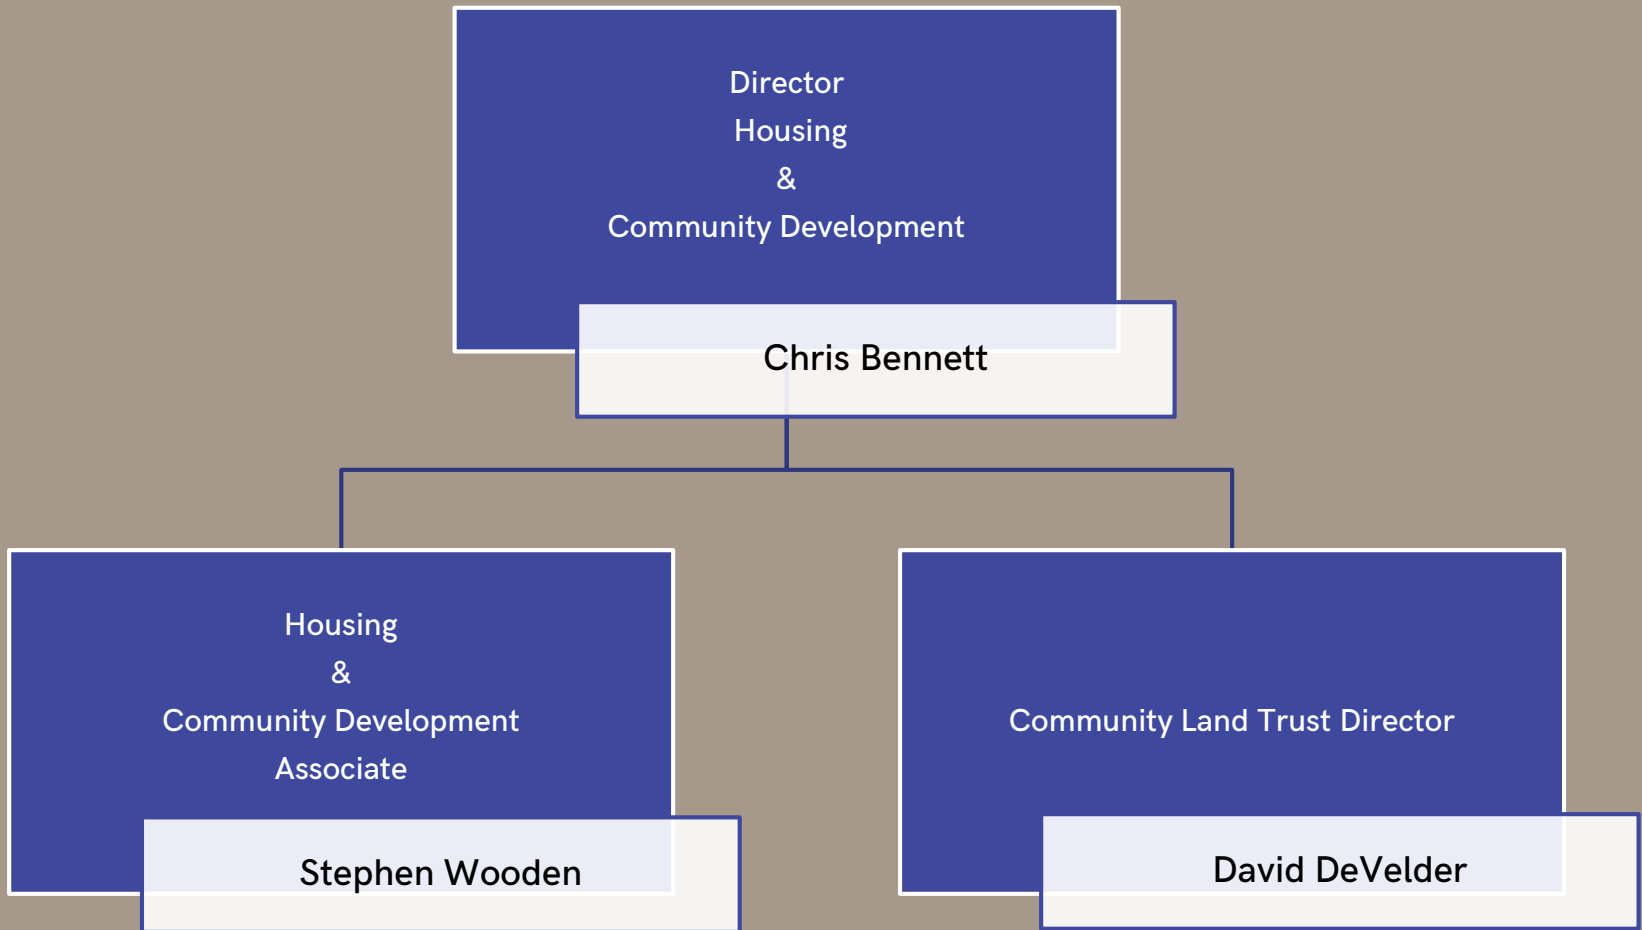 Director
Housing
&
Community Development
Chris Bennett
Housing
&
Community Development
Associate
Stephen Wooden
Community Land Trust Director
David DeVelder